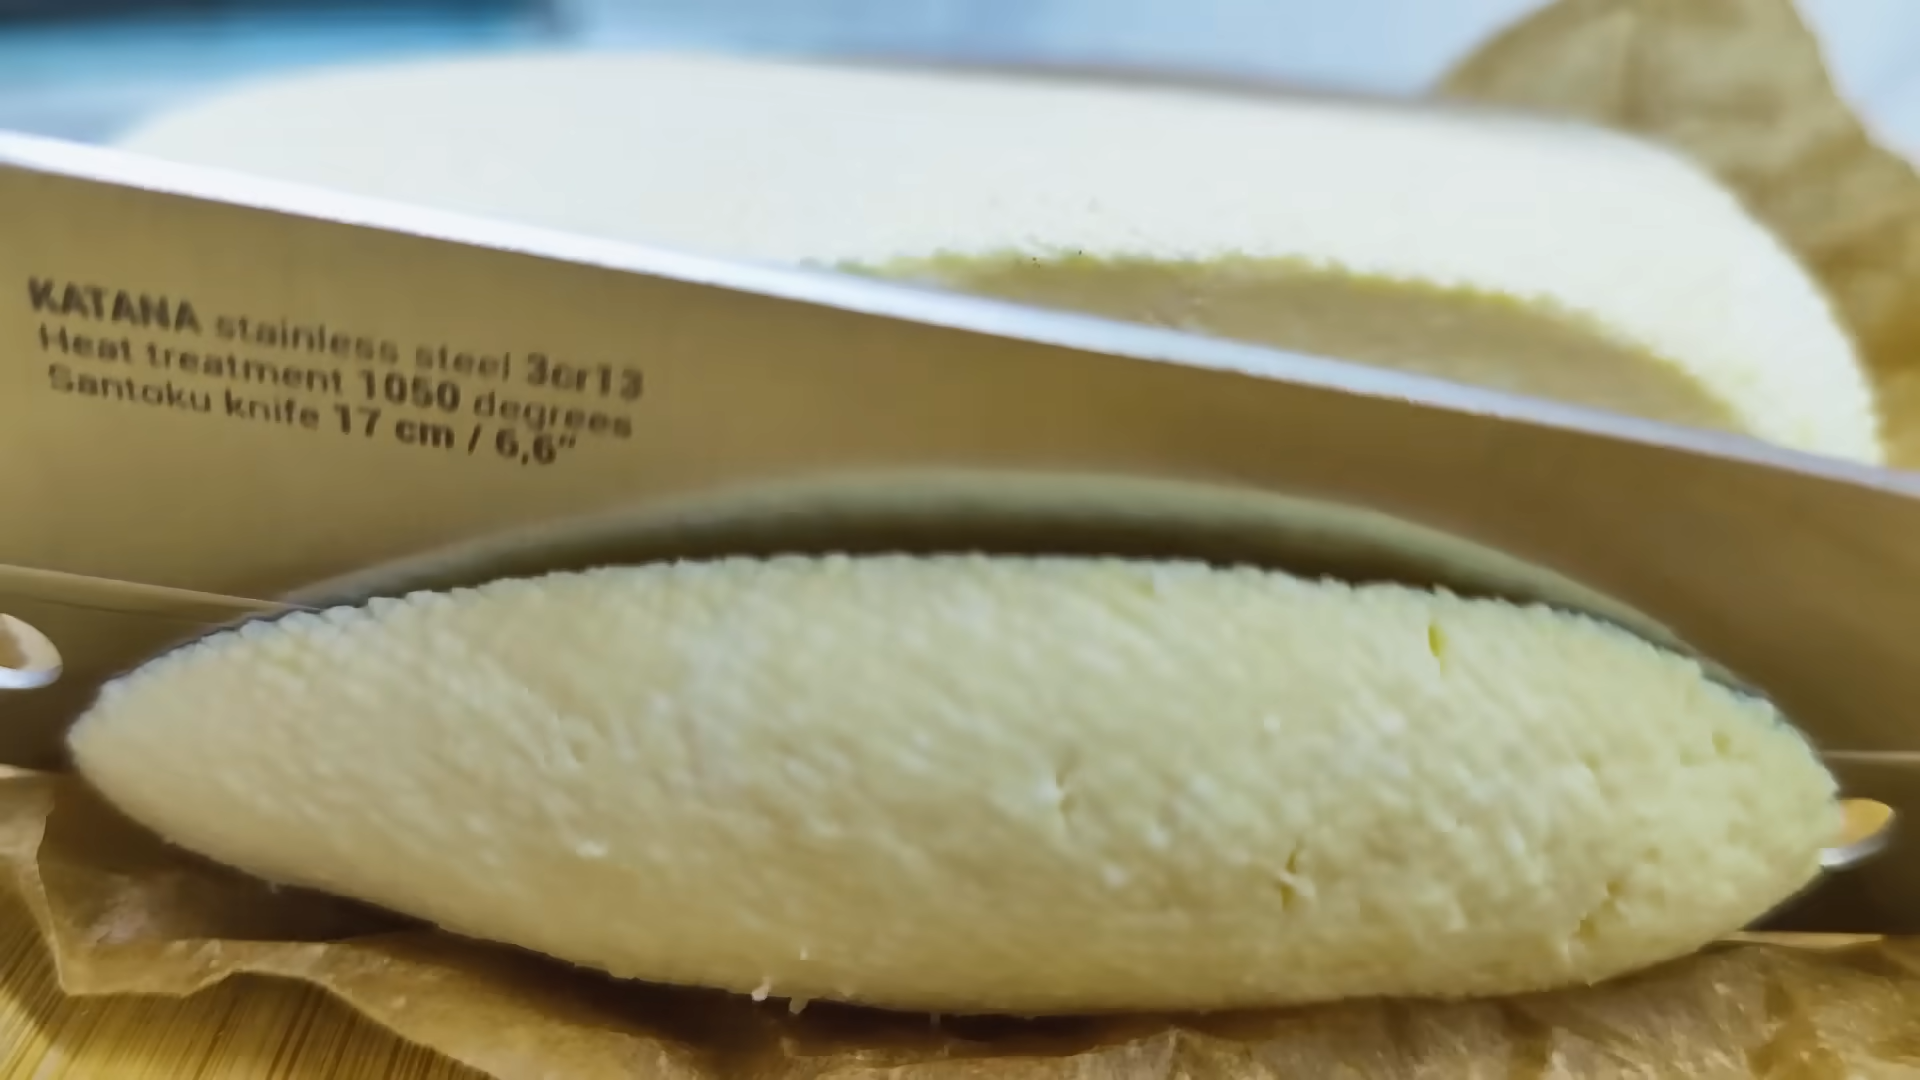 KATANA stainless steel 3cr13
Heat treatment 1050 degrees
Santoku knife 17 cm / 6,6"